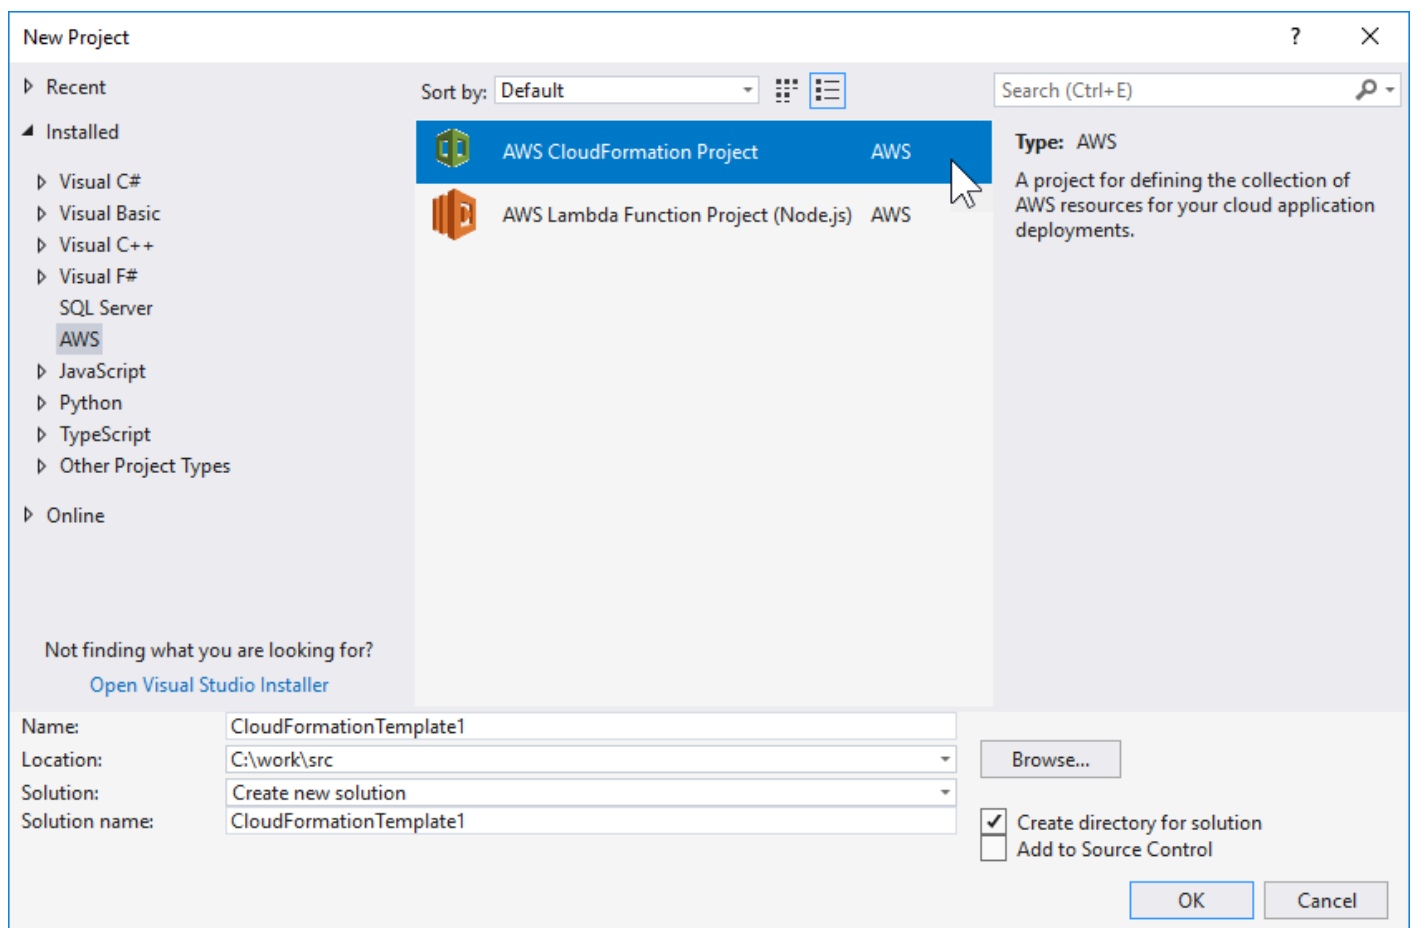 New Project
?
Recent
Installed
Visual C#
Visual Basic
Visual C++
Visual F#
SQL Server
AWS
JavaScript
Python
TypeScript
Other Project Types
Online
Not finding what you are looking for?
Open Visual Studio Installer
Sort by: Default
AWS CloudFormation Project AWS
AWS Lambda Function Project (Node.js) AWS
Search (Ctrl+E)
Type: AWS
A project for defining the collection of
AWS resources for your cloud application
deployments.
Name: CloudFormationTemplate1
Location: C:\work\src
Browse...
Solution: Create new solution
Solution name: CloudFormationTemplate1
Create directory for solution
Add to Source Control
OK Cancel